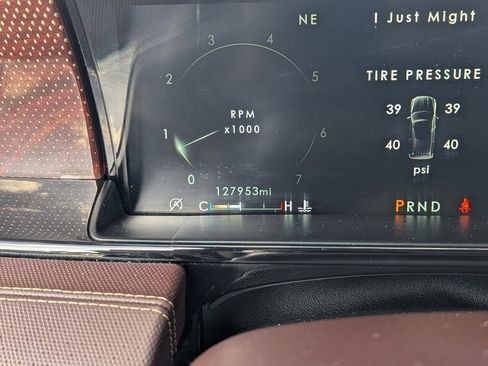 NE
I Just Might
TIRE PRESSURE
39 39
40 40
psi
0 1 2 3 4 5 6 7
RPM
x1000
127953mi
C H
PRND